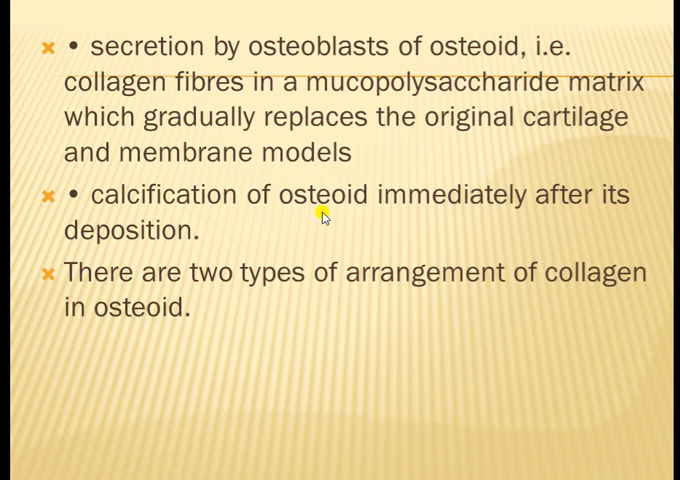 • secretion by osteoblasts of osteoid, i.e.
collagen fibres in a mucopolysaccharide matrix
which gradually replaces the original cartilage
and membrane models
• calcification of osteoid immediately after its
deposition.
There are two types of arrangement of collagen
in osteoid.